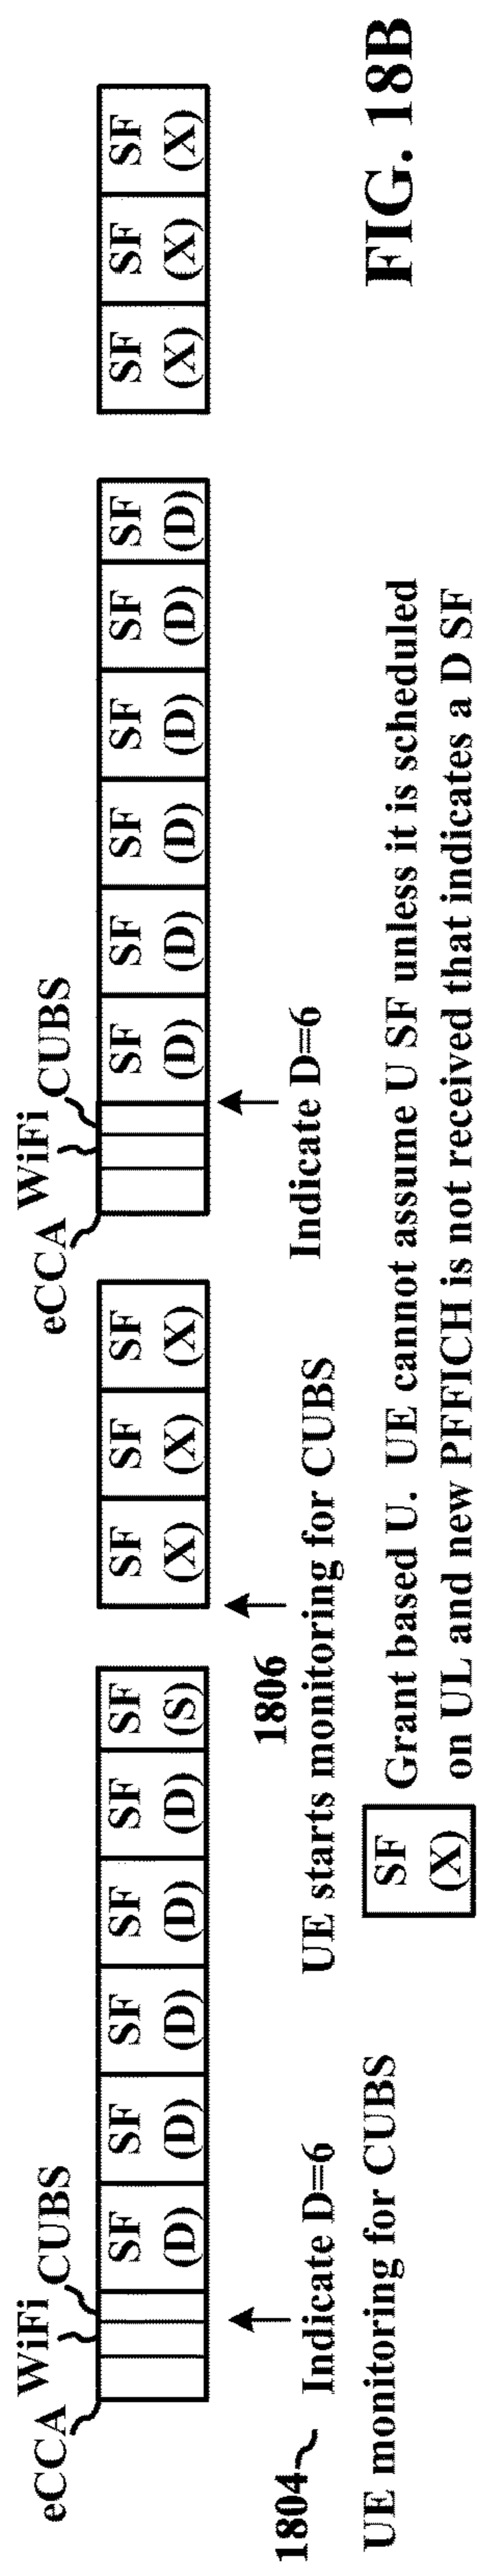 eCCA WiFi CUBS
eCCA WiFi CUBS
SF (D)
SF (D)
SF (D)
SF (D)
SF (D)
SF (S)
SF (X)
SF (X)
SF (X)
SF (D)
SF (D)
SF (D)
SF (D)
SF (D)
SF (D)
SF (X)
SF (X)
SF (X)
1804
Indicate D=6
UE monitoring for CUBS
1806
UE starts monitoring for CUBS
Indicate D=6
SF (X)
Grant based U. UE cannot assume U SF unless it is scheduled
on UL and new PFFICH is not received that indicates a D SF
FIG. 18B